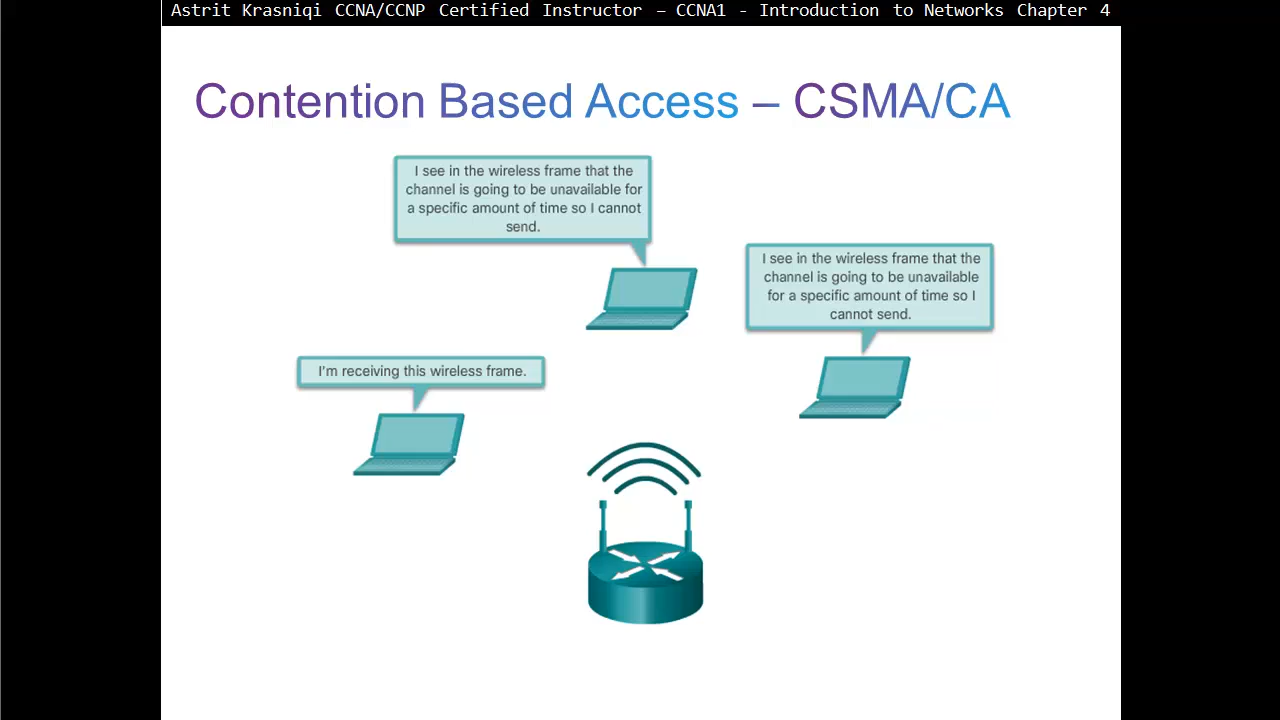 Astrit Krasniqi CCNA/CCNP Certified Instructor – CCNA1 - Introduction to Networks Chapter 4
Contention Based Access – CSMA/CA
I see in the wireless frame that the
channel is going to be unavailable for
a specific amount of time so I cannot
send.
I see in the wireless frame that the
channel is going to be unavailable
for a specific amount of time so I
cannot send.
I'm receiving this wireless frame.